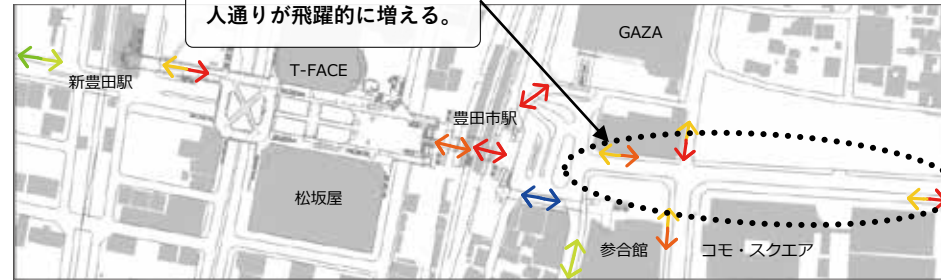 人通りが飛躍的に増える。
GAZA
T-FACE
新豊田駅
豊田市駅
松坂屋
参合館
コモ・スクエア